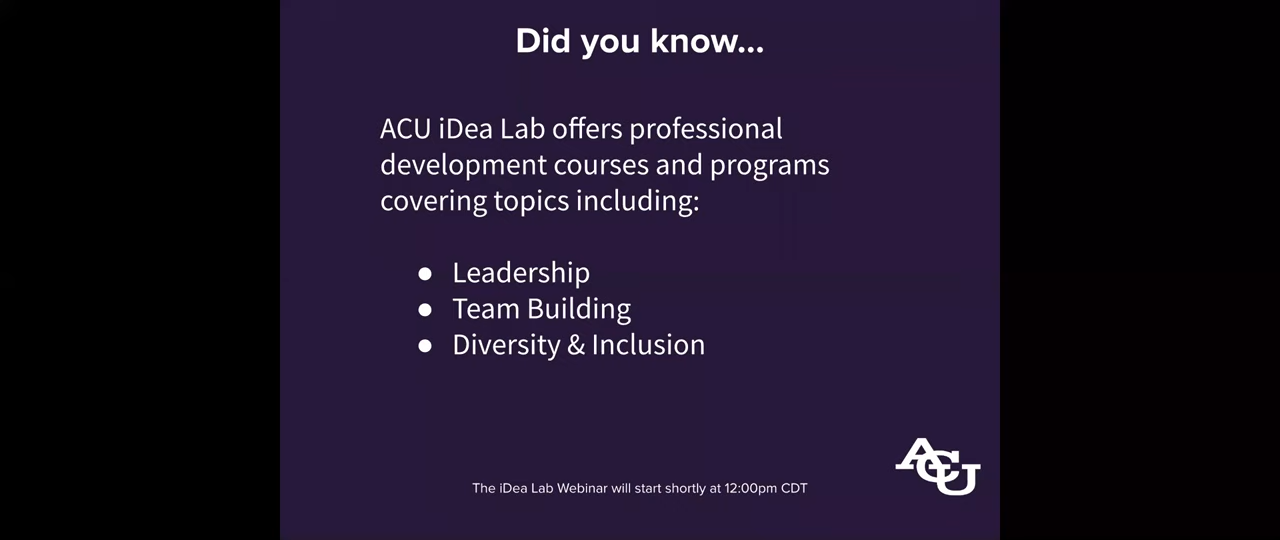 Did you know...
ACU iDea Lab offers professional
development courses and programs
covering topics including:
● Leadership
● Team Building
● Diversity & Inclusion
ACU
The iDea Lab Webinar will start shortly at 12:00pm CDT